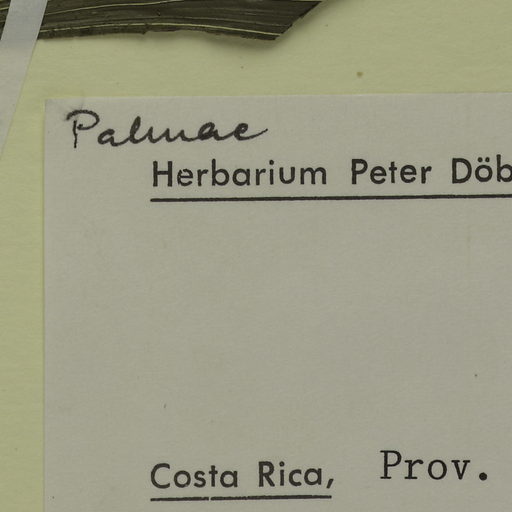 Palmae
Herbarium Peter Döb
Costa Rica, Prov.